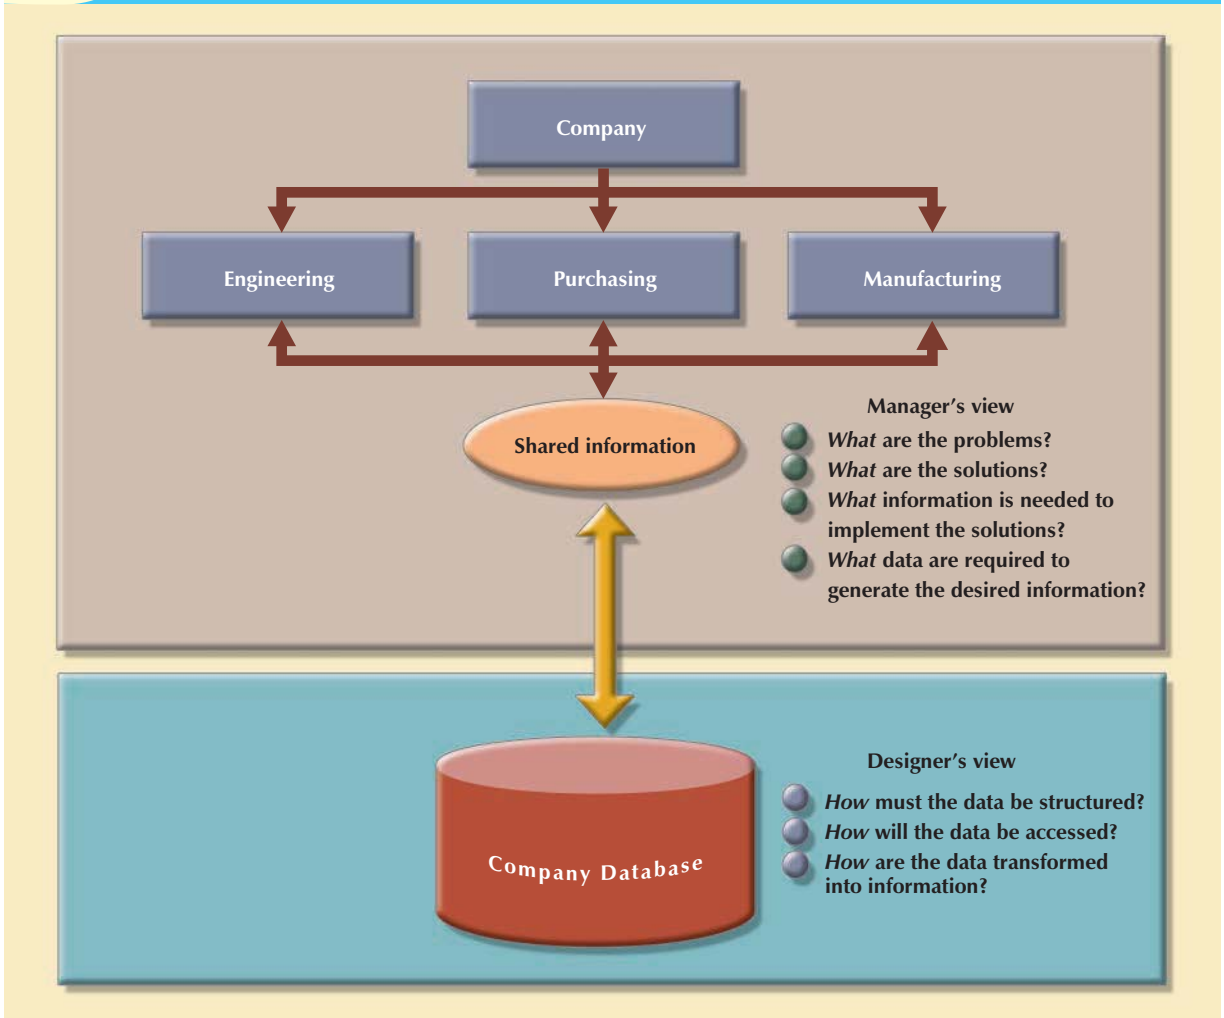 Company
Engineering
Purchasing
Manufacturing
Shared information
Manager’s view
What are the problems?
What are the solutions?
What information is needed to
implement the solutions?
What data are required to
generate the desired information?
Designer’s view
How must the data be structured?
How will the data be accessed?
How are the data transformed
into information?
Company Database